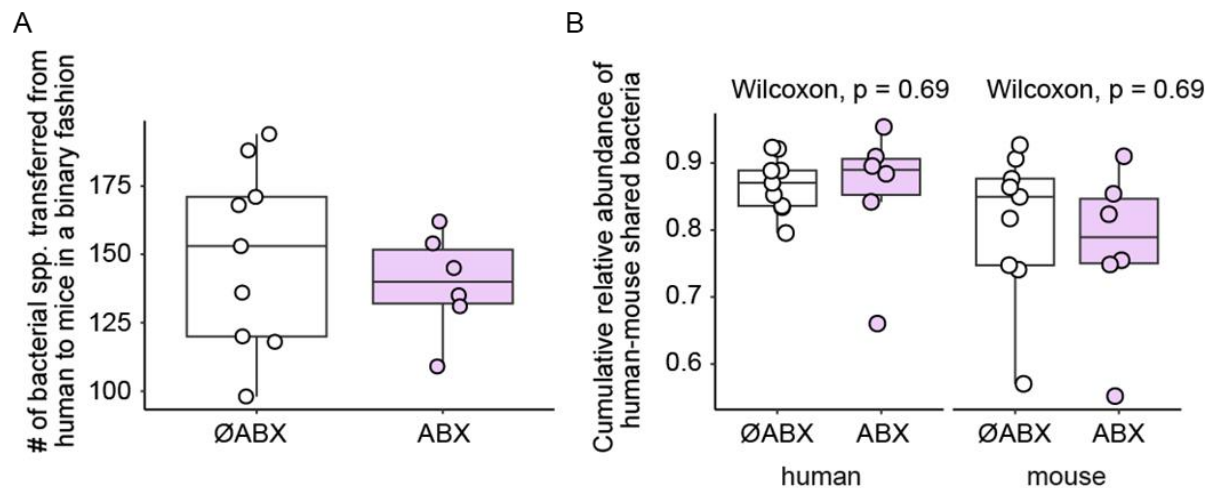 A
# of bacterial spp. transferred from
human to mice in a binary fashion
175
150
125
100
ØABX
ABX
B
Cumulative relative abundance of
human-mouse shared bacteria
Wilcoxon, p = 0.69
Wilcoxon, p = 0.69
0.9
0.8
0.7
0.6
ØABX
ABX
ØABX
ABX
human
mouse